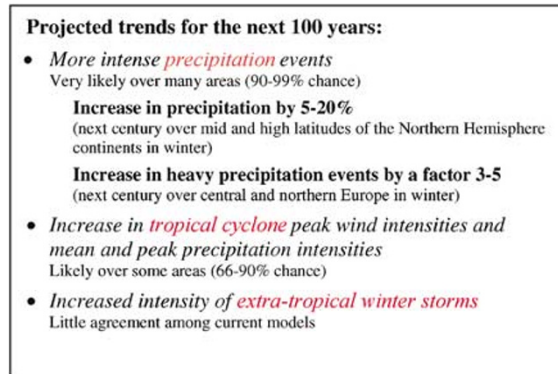 Projected trends for the next 100 years:
• More intense precipitation events
Very likely over many areas (90-99% chance)
Increase in precipitation by 5-20%
(next century over mid and high latitudes of the Northern Hemisphere
continents in winter)
Increase in heavy precipitation events by a factor 3-5
(next century over central and northern Europe in winter)
• Increase in tropical cyclone peak wind intensities and
mean and peak precipitation intensities
Likely over some areas (66-90% chance)
• Increased intensity of extra-tropical winter storms
Little agreement among current models